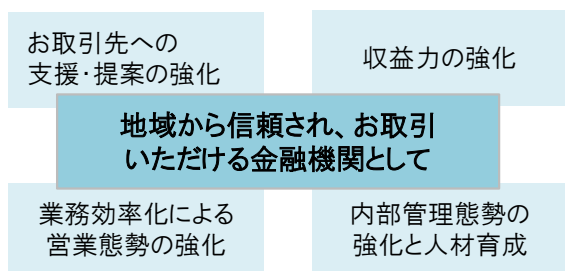 お取引先への
支援・提案の強化
収益力の強化
地域から信頼され、お取引
いただける金融機関として
業務効率化による
営業態勢の強化
内部管理態勢の
強化と人材育成